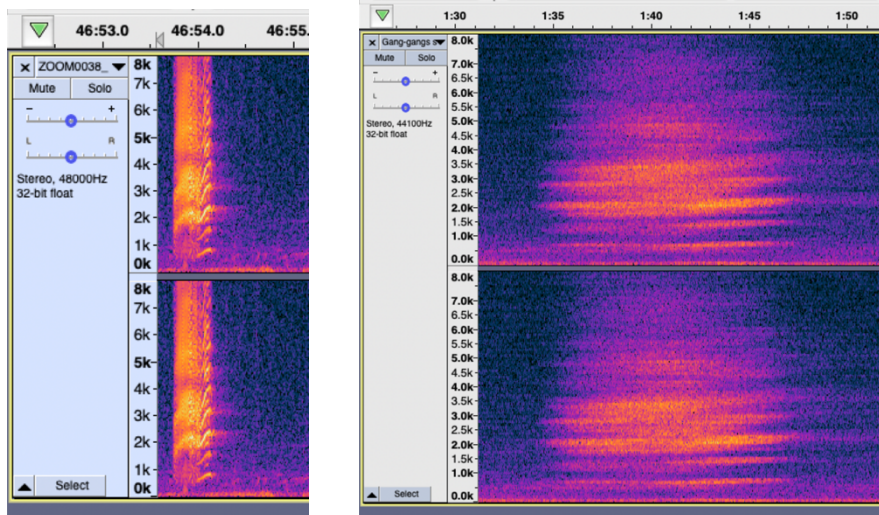 46:53.0 46:54.0 46:55.
× ZOOM0038_
Mute Solo
- +
L R
Stereo, 48000Hz
32-bit float
Select
8k
7k
6k
5k
4k
3k
2k
1k
0k
8k
7k
6k
5k
4k
3k
2k
1k
0k
1:30 1:35 1:40 1:45 1:50
× Gang-gangs s
Mute Solo
- +
L R
Stereo, 44100Hz
32-bit float
Select
8.0k
7.0k
6.5k
6.0k
5.5k
5.0k
4.5k
4.0k
3.5k
3.0k
2.5k
2.0k
1.5k
1.0k
0.0k
8.0k
7.0k
6.5k
6.0k
5.5k
5.0k
4.5k
4.0k
3.5k
3.0k
2.5k
2.0k
1.5k
1.0k
0.0k